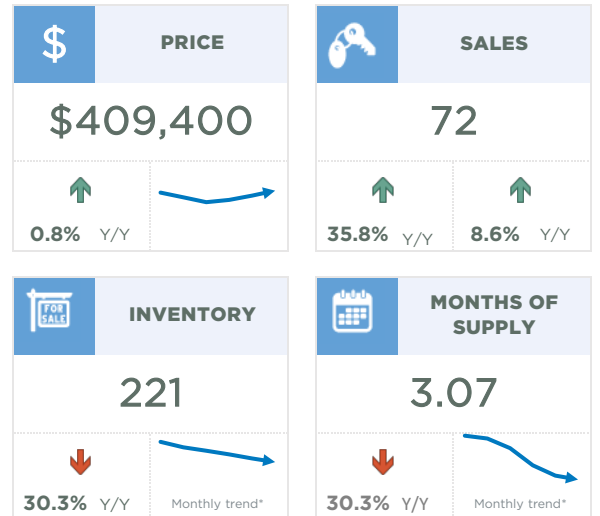 $
PRICE
$409,400
0.8% Y/Y
SALES
72
35.8% Y/Y
8.6% Y/Y
FOR
SALE
INVENTORY
221
30.3% Y/Y
Monthly trend*
MONTHS OF
SUPPLY
3.07
30.3% Y/Y
Monthly trend*